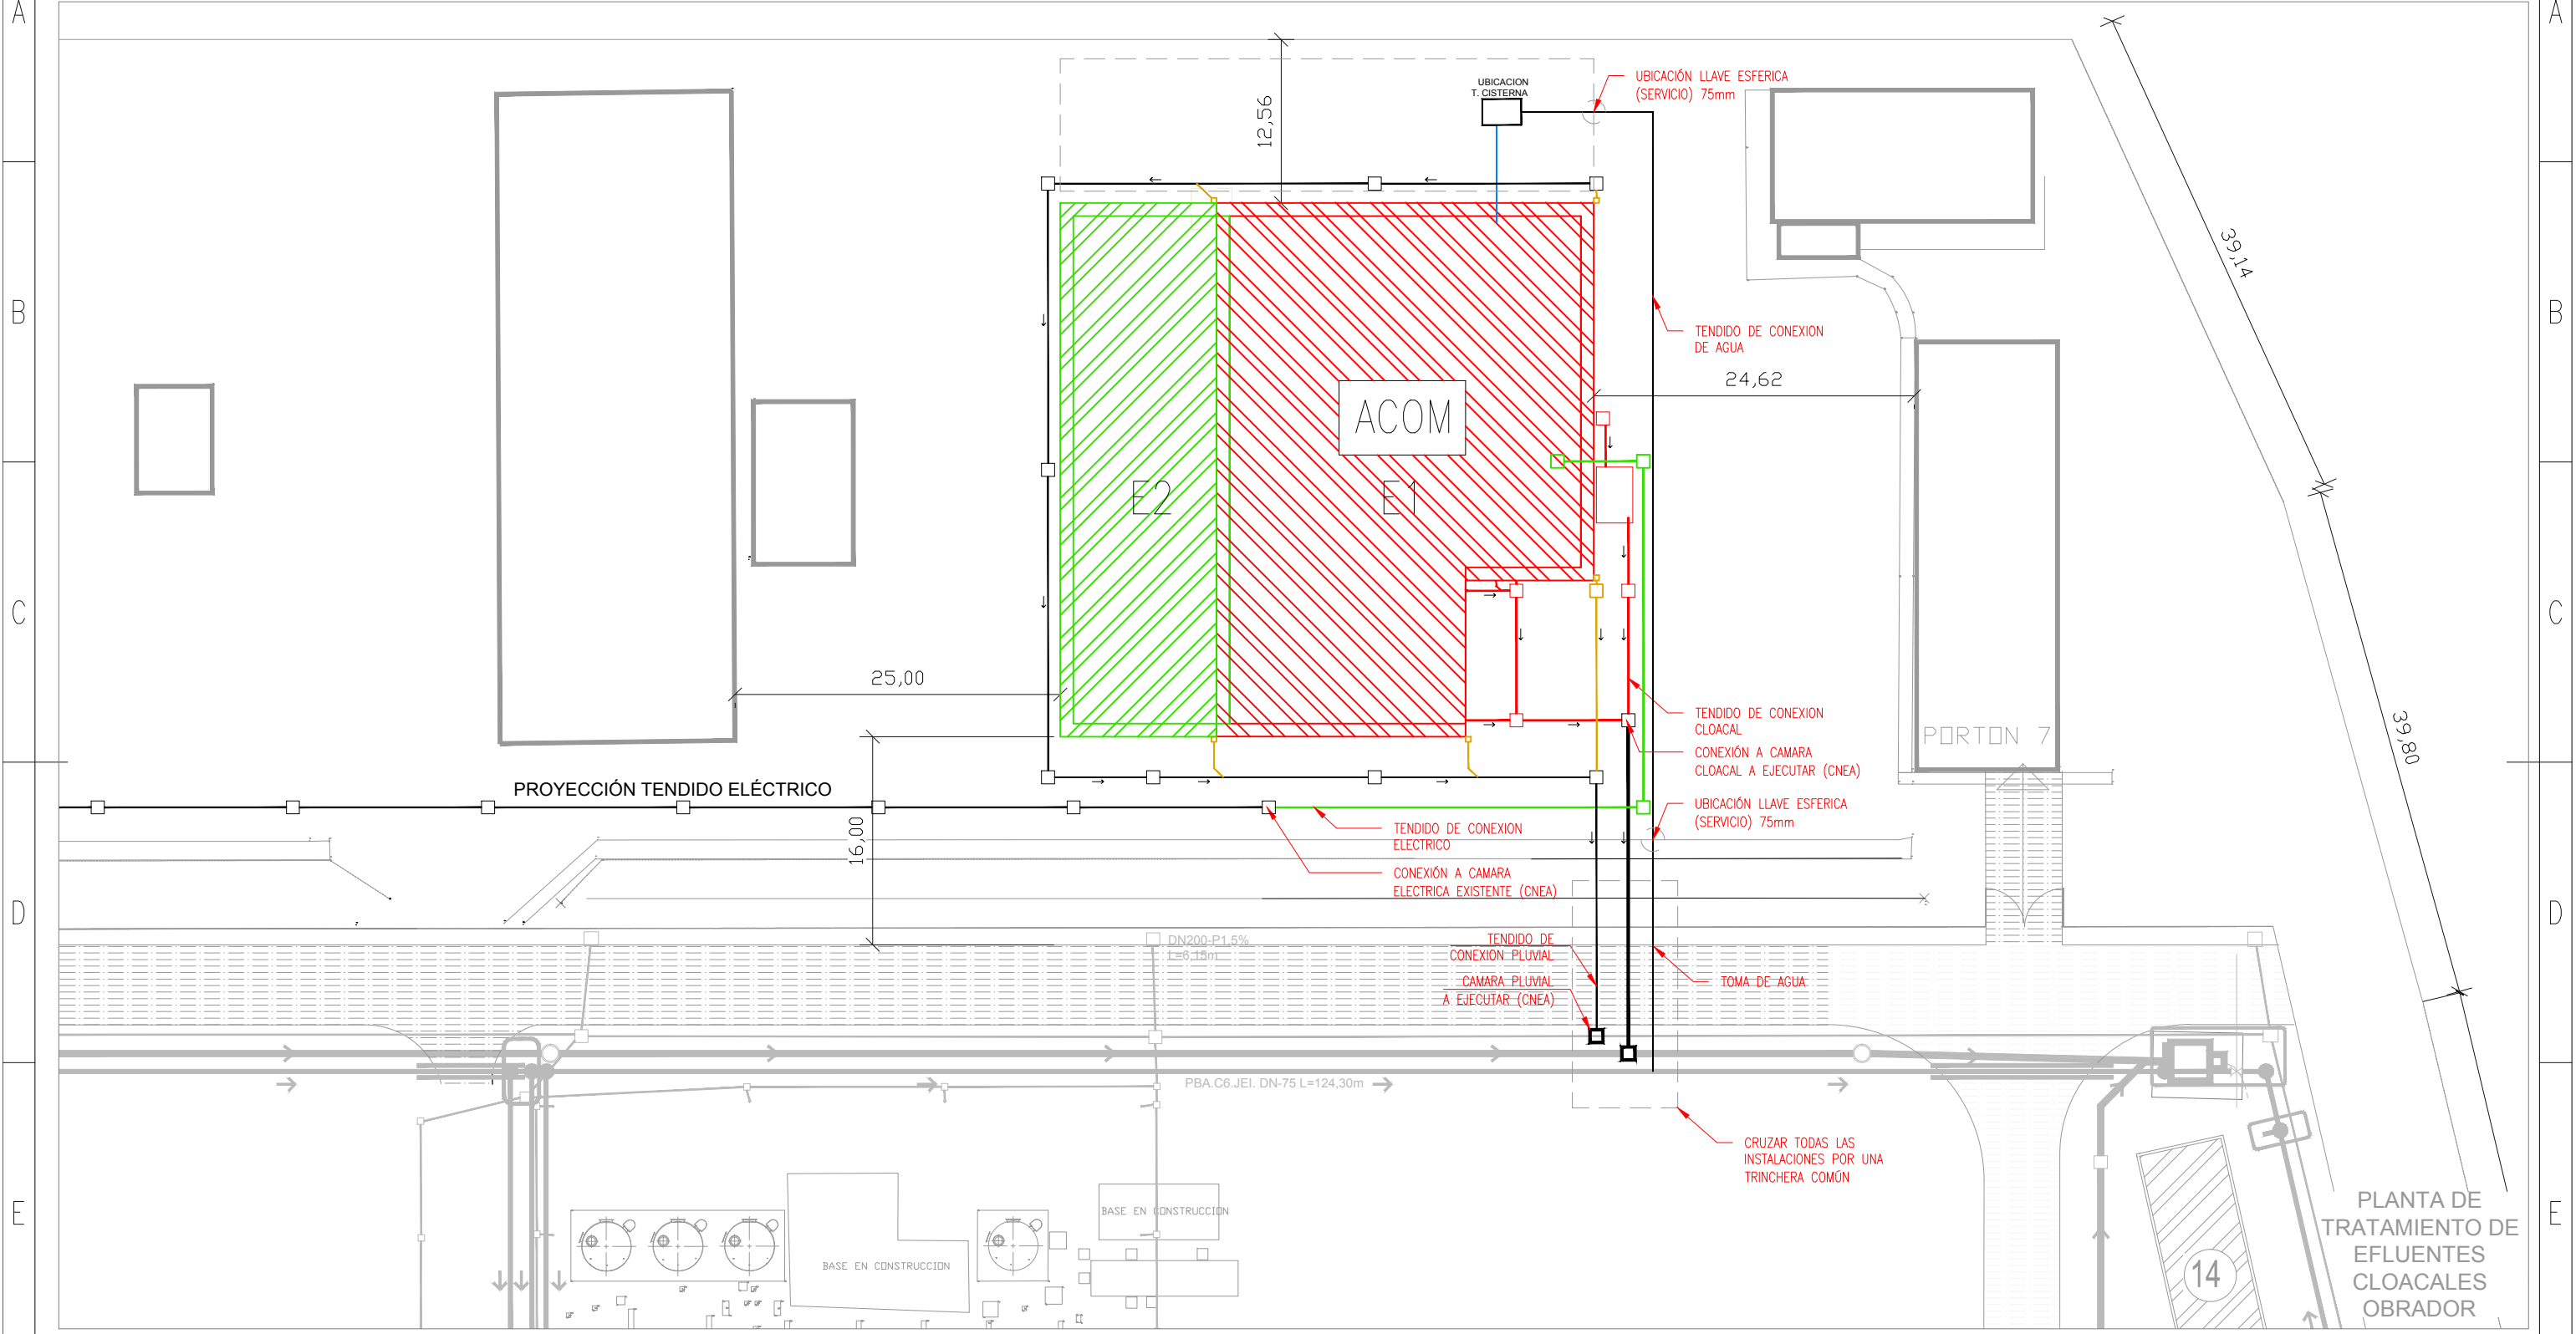 A
A
UBICACION
T. CISTERNA
UBICACIÓN LLAVE ESFERICA
(SERVICIO) 75mm
12,56
39,14
B
B
TENDIDO DE CONEXION
DE AGUA
24,62
ACOM
E2
E1
C
C
25,00
TENDIDO DE CONEXION
CLOACAL
PORTON 7
39,80
CONEXIÓN A CAMARA
CLOACAL A EJECUTAR (CNEA)
PROYECCIÓN TENDIDO ELÉCTRICO
UBICACIÓN LLAVE ESFERICA
(SERVICIO) 75mm
16,00
TENDIDO DE CONEXION
ELECTRICO
CONEXIÓN A CAMARA
ELECTRICA EXISTENTE (CNEA)
D
D
DN200-P1,5%
L=6,15m
TENDIDO DE
CONEXION PLUVIAL
CAMARA PLUVIAL
A EJECUTAR (CNEA)
TOMA DE AGUA
PBA.C6.JEI. DN-75 L=124,30m
CRUZAR TODAS LAS
INSTALACIONES POR UNA
TRINCHERA COMÚN
E
E
BASE EN CONSTRUCCION
BASE EN CONSTRUCCION
14
PLANTA DE
TRATAMIENTO DE
EFLUENTES
CLOACALES
OBRADOR